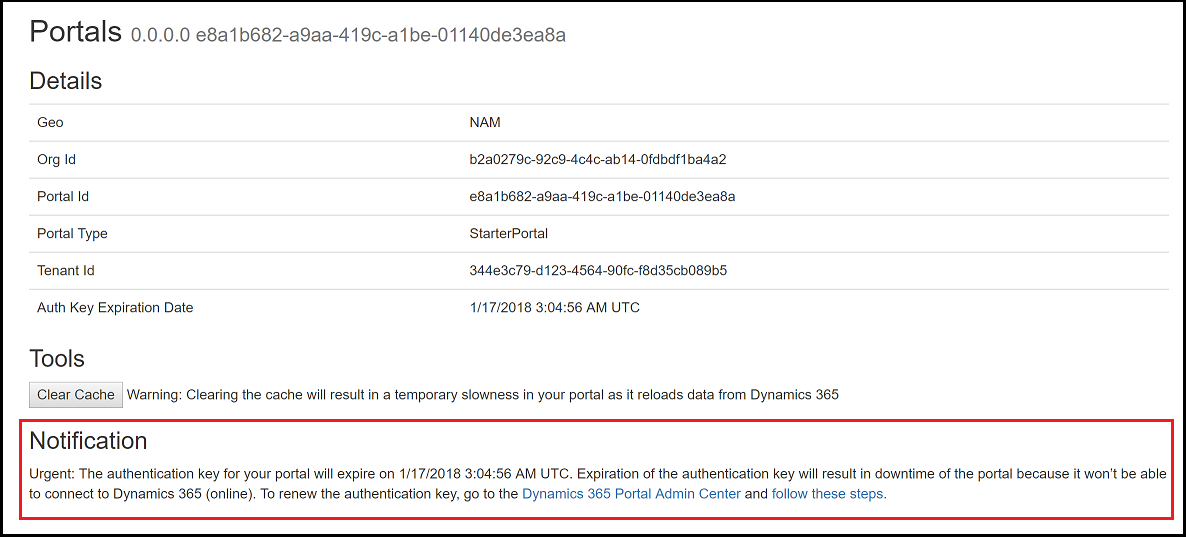 Portals 0.0.0.0 e8a1b682-a9aa-419c-a1be-01140de3ea8a
Details
Geo NAM
Org Id b2a0279c-92c9-4c4c-ab14-0fdbdf1ba4a2
Portal Id e8a1b682-a9aa-419c-a1be-01140de3ea8a
Portal Type StarterPortal
Tenant Id 344e3c79-d123-4564-90fc-f8d35cb089b5
Auth Key Expiration Date 1/17/2018 3:04:56 AM UTC
Tools
Clear Cache Warning: Clearing the cache will result in a temporary slowness in your portal as it reloads data from Dynamics 365
Notification
Urgent: The authentication key for your portal will expire on 1/17/2018 3:04:56 AM UTC. Expiration of the authentication key will result in downtime of the portal because it won’t be able
to connect to Dynamics 365 (online). To renew the authentication key, go to the Dynamics 365 Portal Admin Center and follow these steps.